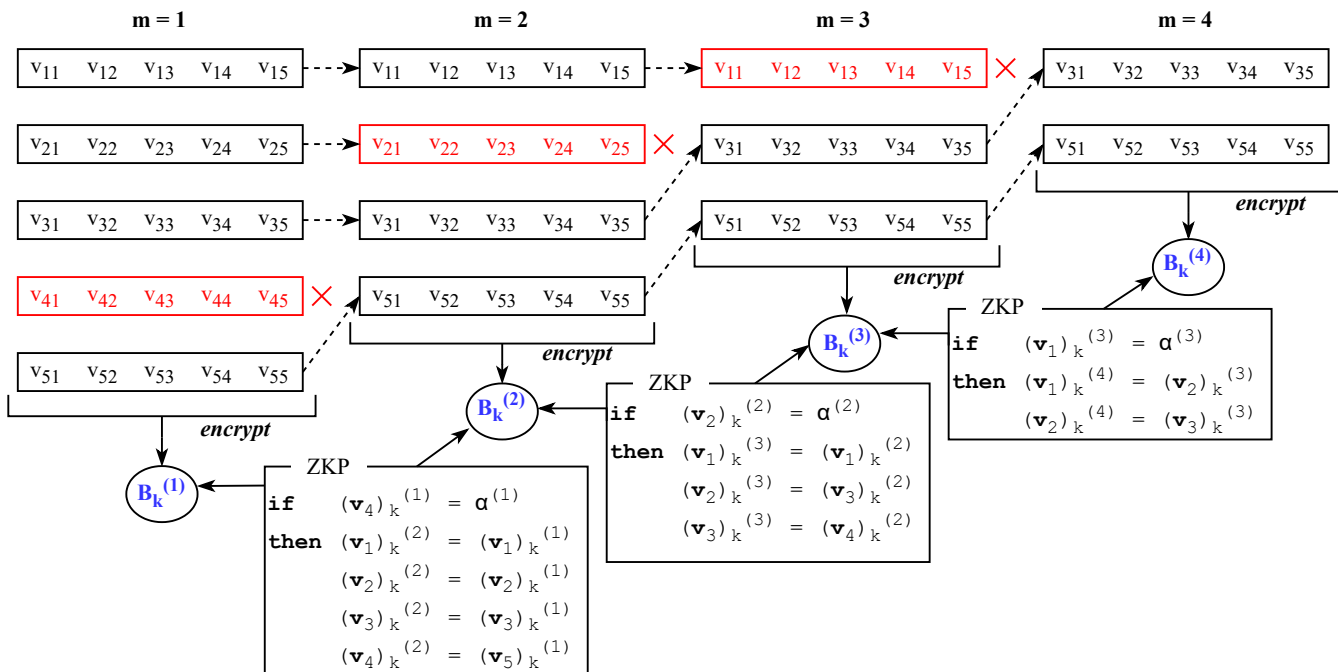 m = 1 m = 2 m = 3 m = 4
v₁₁ v₁₂ v₁₃ v₁₄ v₁₅
v₁₁ v₁₂ v₁₃ v₁₄ v₁₅
v₁₁ v₁₂ v₁₃ v₁₄ v₁₅
v₃₁ v₃₂ v₃₃ v₃₄ v₃₅
v₂₁ v₂₂ v₂₃ v₂₄ v₂₅
v₂₁ v₂₂ v₂₃ v₂₄ v₂₅
v₃₁ v₃₂ v₃₃ v₃₄ v₃₅
v₅₁ v₅₂ v₅₃ v₅₄ v₅₅
v₃₁ v₃₂ v₃₃ v₃₄ v₃₅
v₃₁ v₃₂ v₃₃ v₃₄ v₃₅
v₅₁ v₅₂ v₅₃ v₅₄ v₅₅
encrypt
v₄₁ v₄₂ v₄₃ v₄₄ v₄₅
v₅₁ v₅₂ v₅₃ v₅₄ v₅₅
encrypt
Bₖ⁽⁴⁾
v₅₁ v₅₂ v₅₃ v₅₄ v₅₅
encrypt
Bₖ⁽³⁾
ZKP
if (v₁)ₖ⁽³⁾ = α⁽³⁾
then (v₁)ₖ⁽⁴⁾ = (v₂)ₖ⁽³⁾
(v₂)ₖ⁽⁴⁾ = (v₃)ₖ⁽³⁾
encrypt
Bₖ⁽²⁾
ZKP
if (v₂)ₖ⁽²⁾ = α⁽²⁾
then (v₁)ₖ⁽³⁾ = (v₁)ₖ⁽²⁾
(v₂)ₖ⁽³⁾ = (v₃)ₖ⁽²⁾
(v₃)ₖ⁽³⁾ = (v₄)ₖ⁽²⁾
Bₖ⁽¹⁾
ZKP
if (v₄)ₖ⁽¹⁾ = α⁽¹⁾
then (v₁)ₖ⁽²⁾ = (v₁)ₖ⁽¹⁾
(v₂)ₖ⁽²⁾ = (v₂)ₖ⁽¹⁾
(v₃)ₖ⁽²⁾ = (v₃)ₖ⁽¹⁾
(v₄)ₖ⁽²⁾ = (v₅)ₖ⁽¹⁾